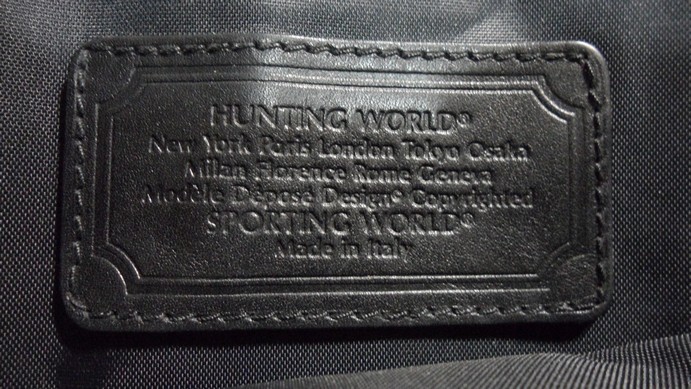 HUNTING WORLD®
New York Paris London Tokyo Osaka
Milan Florence Rome Geneva
Modèle Déposé Design© Copyrighted
SPORTING WORLD®
Made in Italy